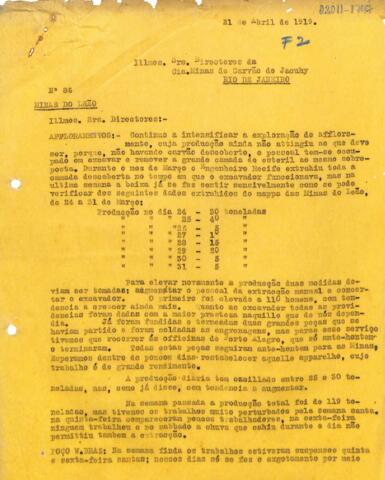 21 de Abril de 1919.
F2
Illmos. Srs. Directores da
Cia. Minas de Carvão de Jacuhy
RIO DE JANEIRO
Nº 86
MINAS DO LEÃO
Illmos. Srs. Directores:-
AFFLORAMENTOS:- Continuo a intensificar a exploração do afflora-
mento, cuja produção ainda não attingiu ao que deve
ser, porque, não havendo carvão descoberto, o pessoal tem-se occu-
pado em excavar e remover a grande camada de esteril ao mesmo sobre-
posta. Durante o mez de Março o Engenheiro Recife extrahiu toda a
camada descoberta no tempo em que o excavador funccionava, mas na
ultima semana a baixa já se fez sentir sensivelmente como se pode
verificar dos seguintes dados extrahidos do mappa das Minas do Leão,
de 24 a 31 de Março:
Producção no dia 24 - 30 toneladas
" " " 25 - 40 "
" " " 26 - 5 "
" " " 27 - 10 "
" " " 28 - 15 "
" " " 29 - 20 "
" " " 30 - 5 "
" " " 31 - 5 "
Para elevar novamente a producção duas medidas de-
viam ser tomadas: augmentar o pessoal da extracção manual e concer-
tar o excavador. O primeiro foi elevado a 110 homens, com ten-
dencia a crescer ainda mais. Quanto ao excavador todas as provi-
dencias foram dadas com a maior presteza naquillo que de nós depen-
dia. Já foram fundidas e torneadas duas grandes peças que se
haviam partido e foram soldadas as engrenagens, mas para esse serviço
tivemos que recorrer ás officinas de Porto Alegre, que só ante-hontem
o terminaram. Todas estas peças seguiram ante-hontem para as Minas.
Esperamos dentro de poucos dias restabelecer aquelle apparelho, cujo
trabalho é de grande rendimento.
A producção diaria tem oscillado entre 25 e 30 to-
neladas, mas, como já disse, com tendencia a augmentar.
Na semana passada a producção total foi de 119 to-
neladas, mas tivemos os trabalhos muito perturbados pela semana santa,
na quinta-feira compareceram poucos trabalhadores, na sexta-feira
ninguem trabalhou e no sabbado a chuva que cahiu durante o dia não
permittiu tambem a extracção.
POÇO W. BRAZ: Na semana finda os trabalhos estiveram suspensos quinta
e sexta-feira santas; nesses dias só se fez o exgotamento por meio